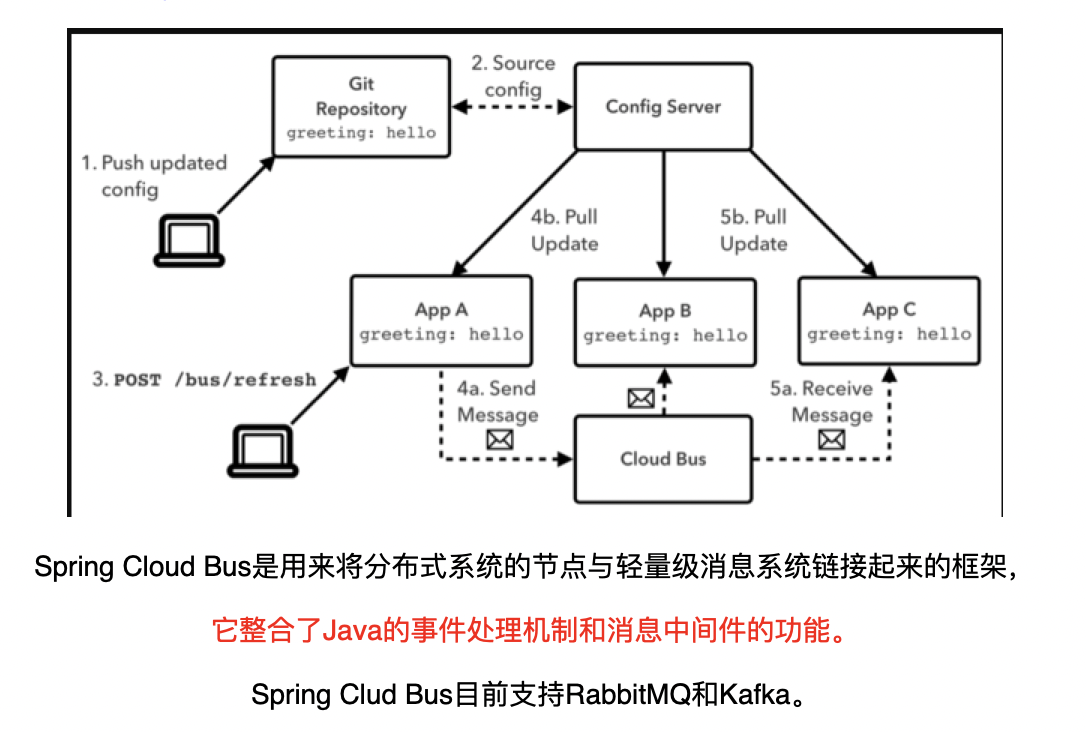 Git
Repository
greeting: hello
2. Source
config
Config Server
1. Push updated
config
4b. Pull
Update
5b. Pull
Update
App A
greeting: hello
App B
greeting: hello
App C
greeting: hello
3. POST /bus/refresh
4a. Send
Message
5a. Receive
Message
Cloud Bus
Spring Cloud Bus是用来将分布式系统的节点与轻量级消息系统链接起来的框架，
它整合了Java的事件处理机制和消息中间件的功能。
Spring Clud Bus目前支持RabbitMQ和Kafka。